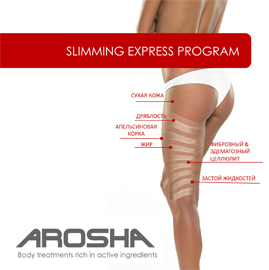 SLIMMING EXPRESS PROGRAM
СУХАЯ КОЖА
ДРЯБЛОСТЬ
АПЕЛЬСИНОВАЯ
КОРКА
ЖИР
ФИБРОЗНЫЙ &
ЭДЕМАТОЗНЫЙ
ЦЕЛЛЮЛИТ
ЗАСТОЙ ЖИДКОСТЕЙ
AROSHA
Body treatments rich in active ingredients